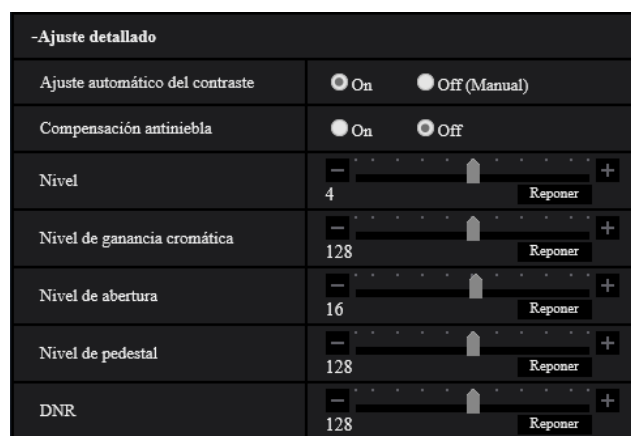 -Ajuste detallado
Ajuste automático del contraste On Off (Manual)
Compensación antiniebla On Off
Nivel - +
4 Reponer
Nivel de ganancia cromática - +
128 Reponer
Nivel de abertura - +
16 Reponer
Nivel de pedestal - +
128 Reponer
DNR - +
128 Reponer